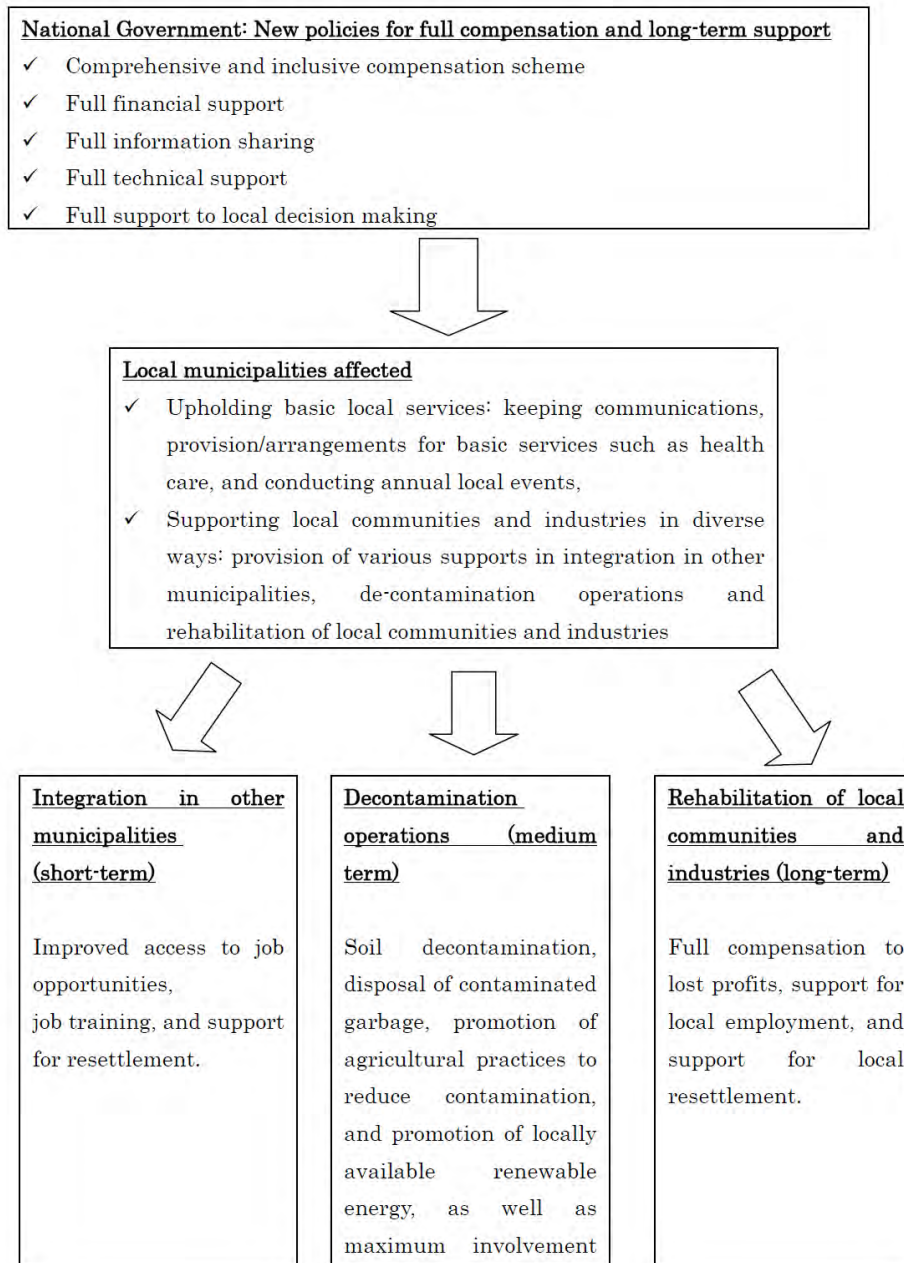 National Government: New policies for full compensation and long-term support
✓ Comprehensive and inclusive compensation scheme
✓ Full financial support
✓ Full information sharing
✓ Full technical support
✓ Full support to local decision making
Local municipalities affected
✓ Upholding basic local services: keeping communications,
provision/arrangements for basic services such as health
care, and conducting annual local events,
✓ Supporting local communities and industries in diverse
ways: provision of various supports in integration in other
municipalities, de-contamination operations and
rehabilitation of local communities and industries
Integration in other
municipalities
(short-term)
Improved access to job
opportunities,
job training, and support
for resettlement.
Decontamination
operations (medium
term)
Soil decontamination,
disposal of contaminated
garbage, promotion of
agricultural practices to
reduce contamination,
and promotion of locally
available renewable
energy, as well as
maximum involvement
Rehabilitation of local
communities and
industries (long-term)
Full compensation to
lost profits, support for
local employment, and
support for local
resettlement.